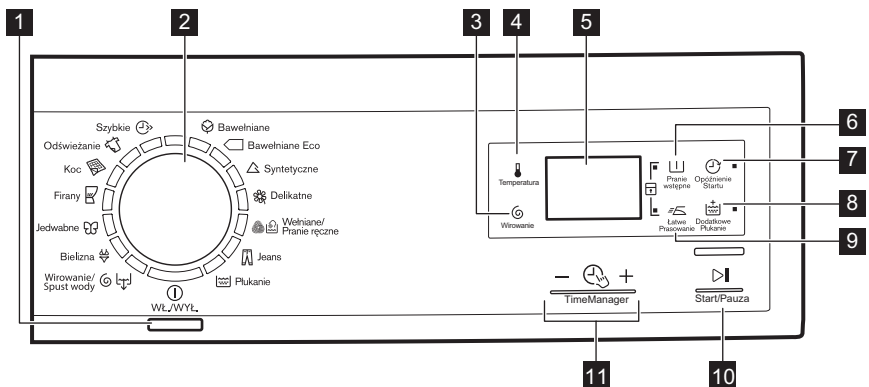 1
2
3
4
5
6
7
8
9
10
11
Szybkie
Odświeżanie
Koc
Firany
Jedwabne
Bielizna
Wirowanie/
Spust wody
WŁ./WYŁ.
Bawełniane
Bawełniane Eco
Syntetyczne
Delikatne
Wełniane/
Pranie ręczne
Jeans
Płukanie
Temperatura
Wirowanie
Pranie
wstępne
Opóźnienie
Startu
Łatwe
Prasowanie
Dodatkowe
Płukanie
− +
TimeManager
Start/Pauza